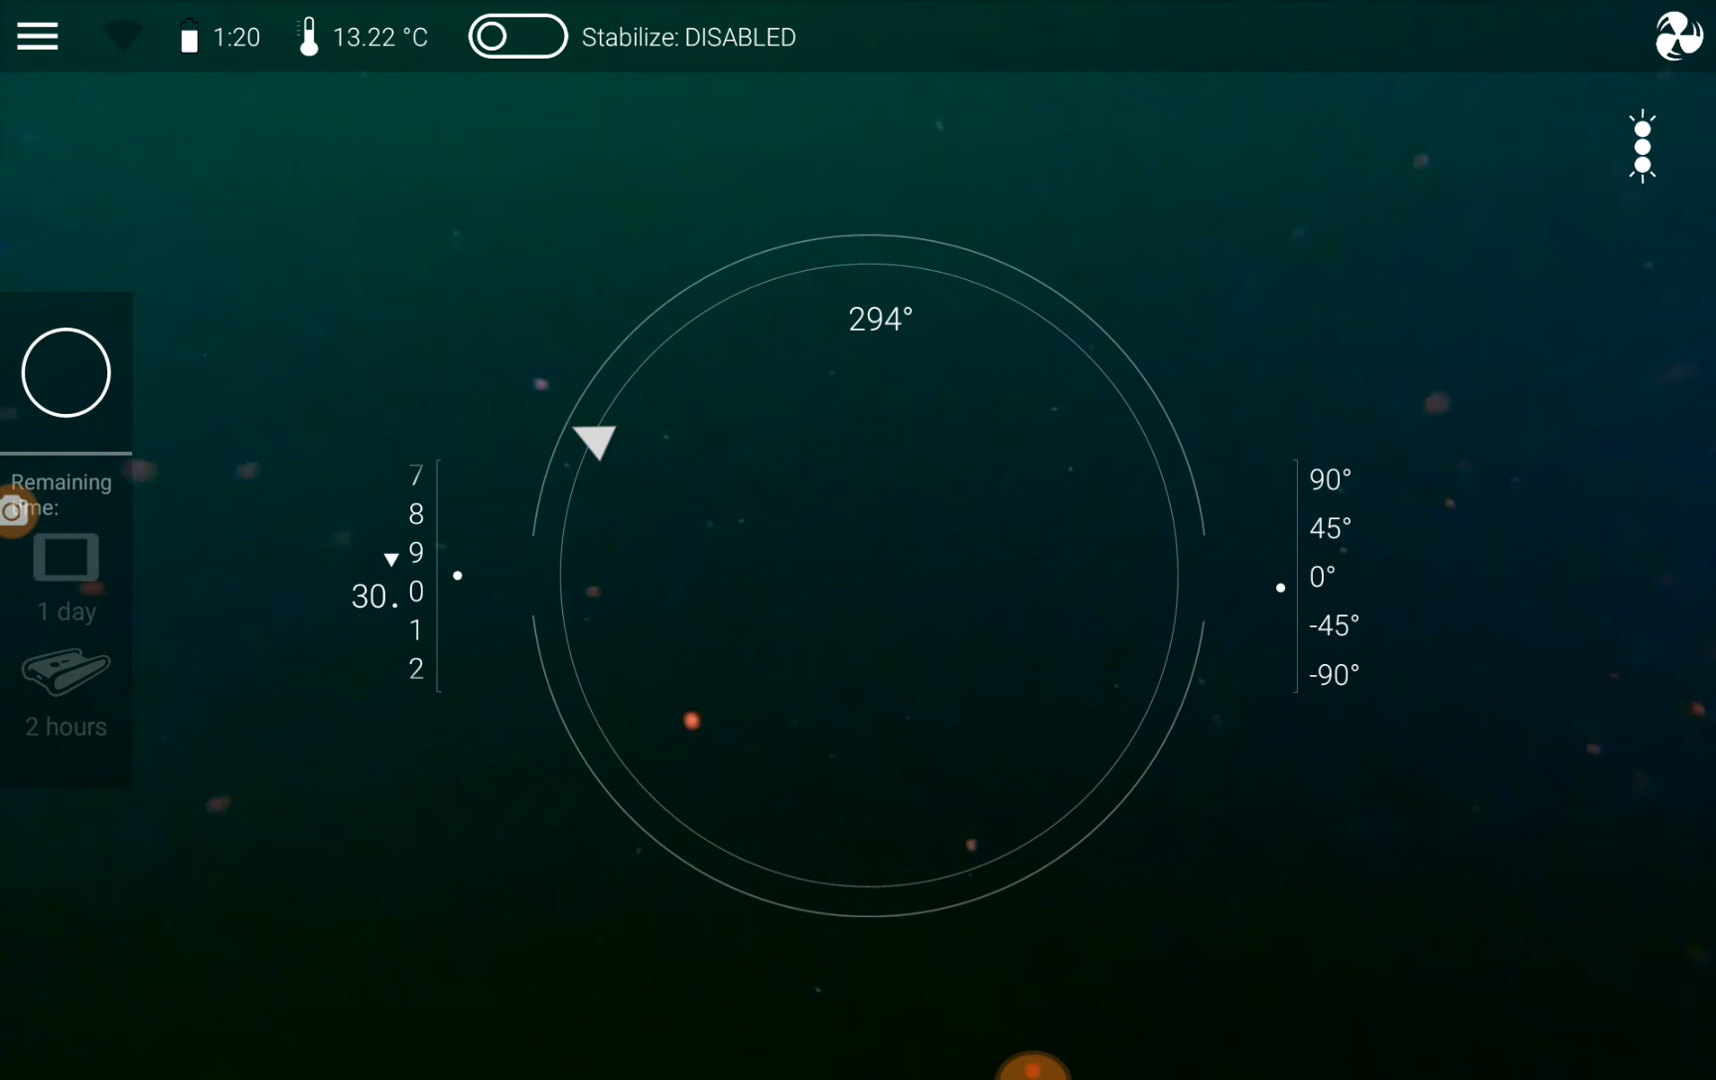 1:20 13.22 °C Stabilize: DISABLED
294°
Remaining
time:
1 day
2 hours
7
8
9
30. 0
1
2
90°
45°
0°
-45°
-90°